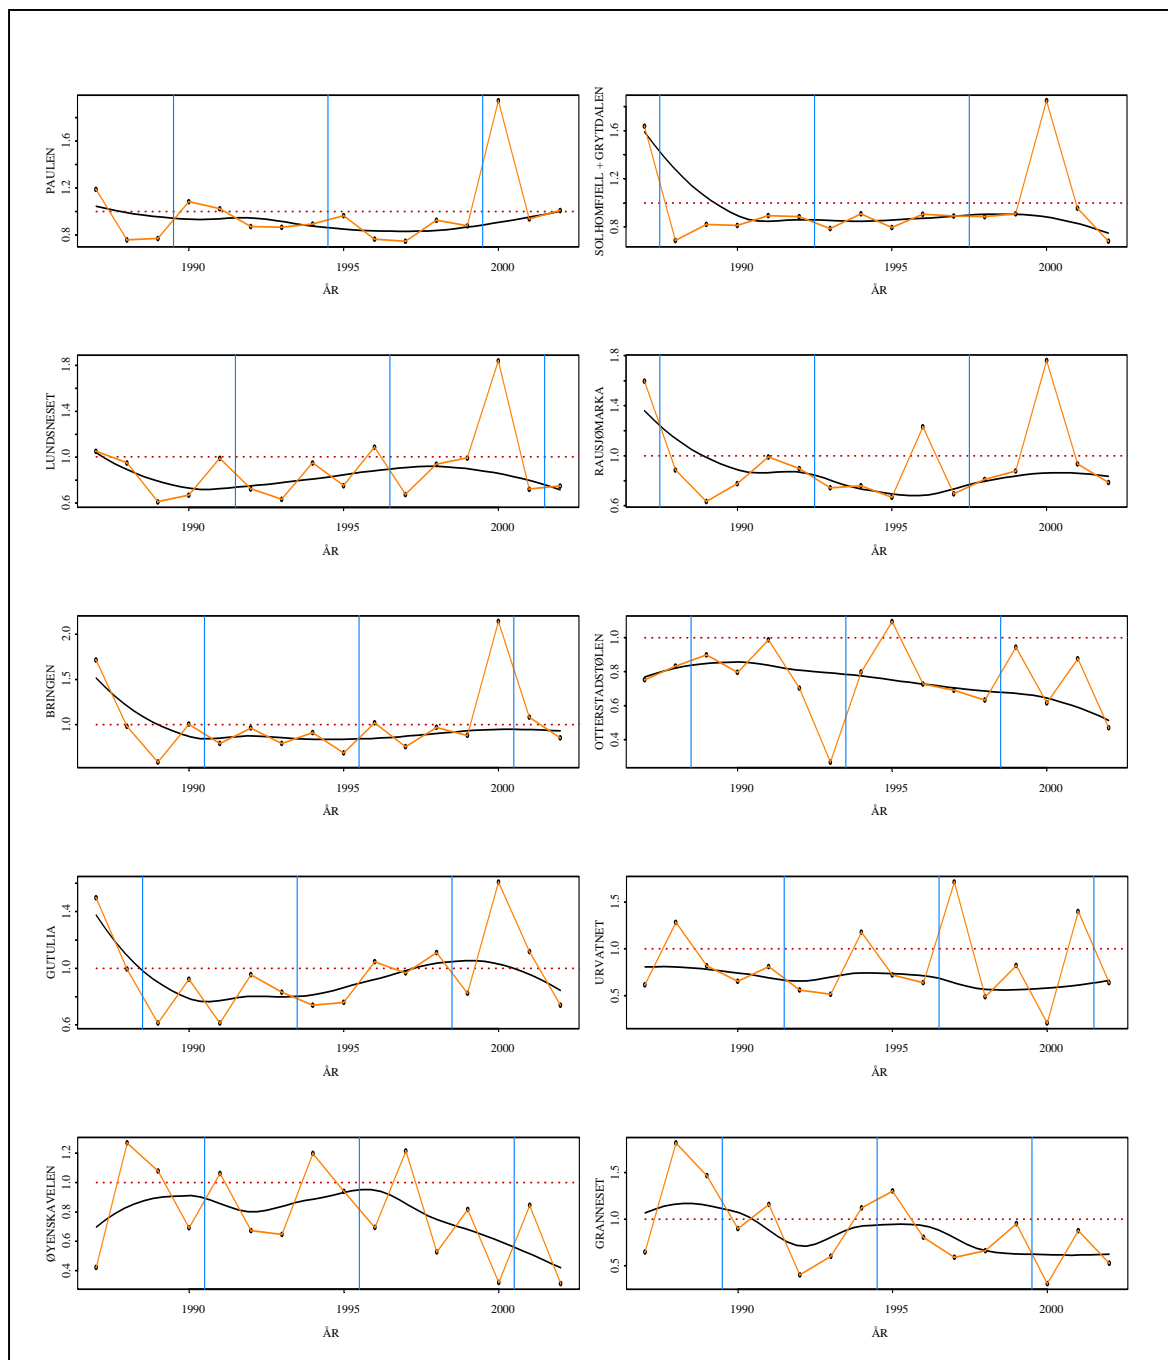 PAULEN
0.8 1.2 1.6
1990 1995 2000
ÅR
SOLHOMFJELL + GRYTDALEN
0.8 1.2 1.6
1990 1995 2000
ÅR
LUNDSNESET
0.6 1.0 1.4 1.8
1990 1995 2000
ÅR
RAUSJØMARKA
0.6 1.0 1.4 1.8
1990 1995 2000
ÅR
BRINGEN
1.0 1.5 2.0
1990 1995 2000
ÅR
OTTERSTADSTØLEN
0.4 0.6 0.8 1.0
1990 1995 2000
ÅR
GUTULIA
0.6 1.0 1.4
1990 1995 2000
ÅR
URVATNET
0.5 1.0 1.5
1990 1995 2000
ÅR
ØYENSKAVELEN
0.4 0.6 0.8 1.0 1.2
1990 1995 2000
ÅR
GRANNESET
0.5 1.0 1.5
1990 1995 2000
ÅR